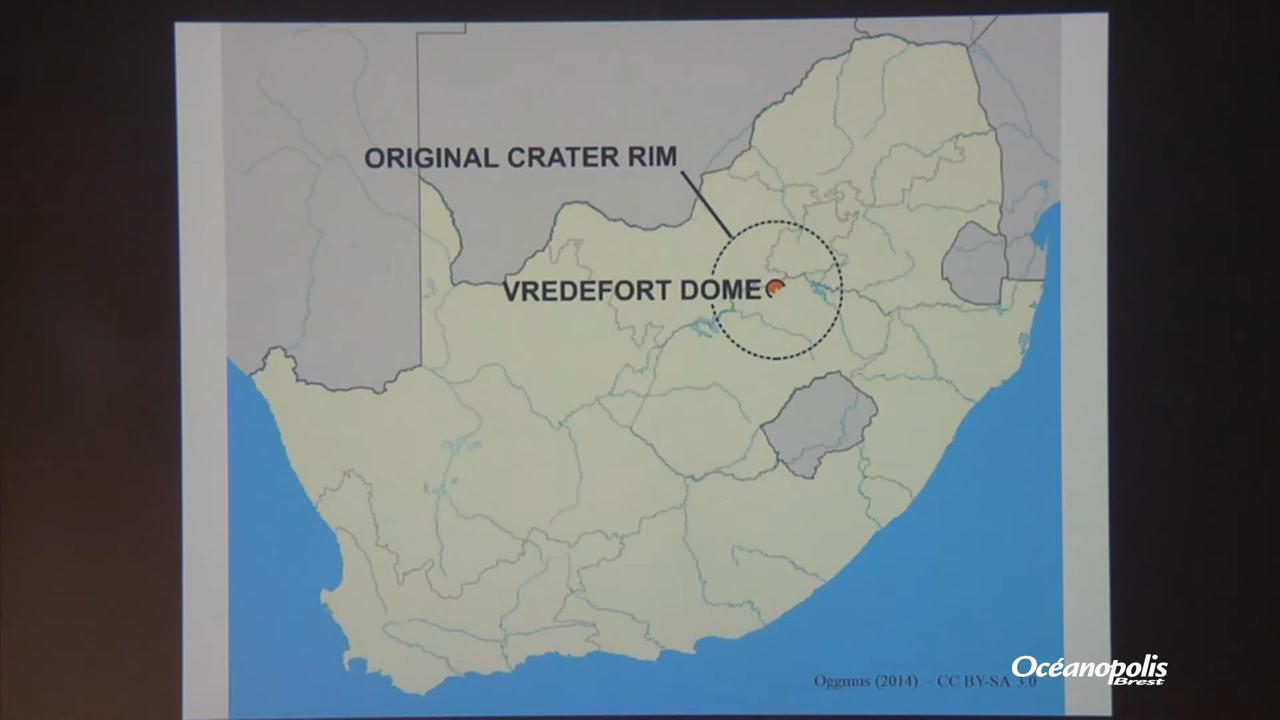 ORIGINAL CRATER RIM
VREDEFORT DOME
Oggmus (2014) – CC BY-SA 3.0
Océanopolis
Brest